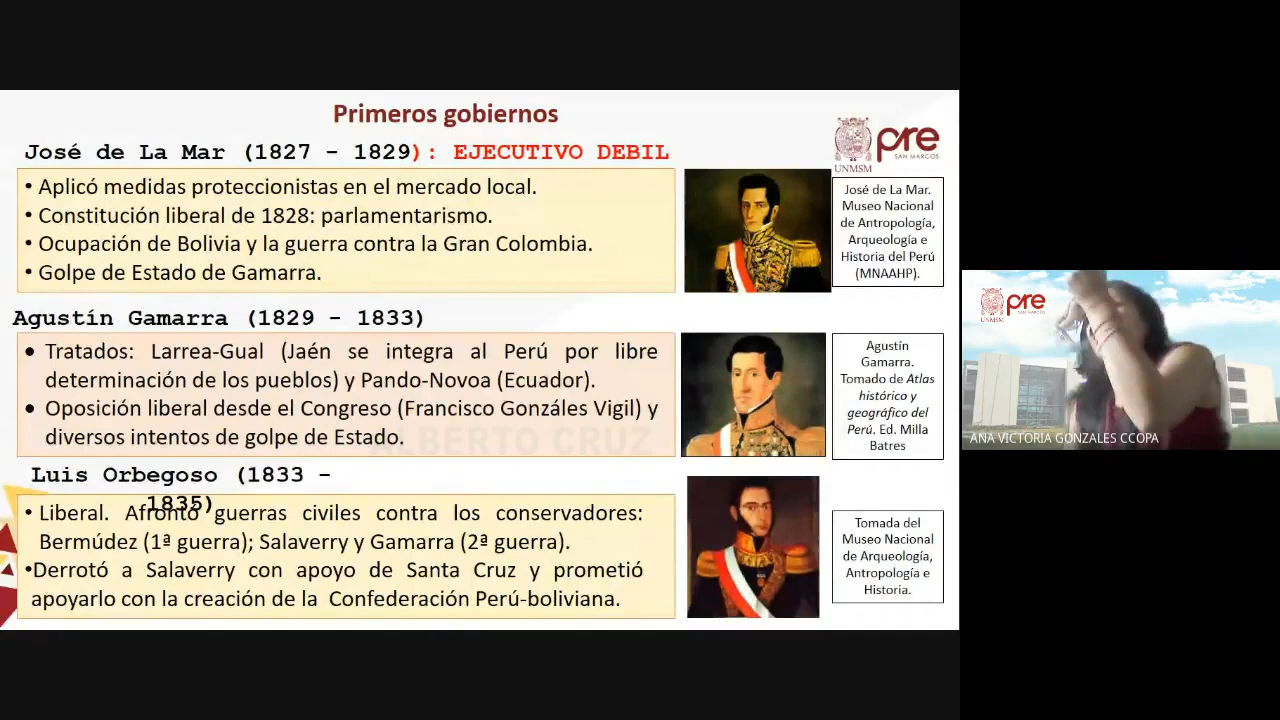 Primeros gobiernos
pre
SAN MARCOS
UNMSM
José de La Mar (1827 - 1829): EJECUTIVO DEBIL
• Aplicó medidas proteccionistas en el mercado local.
• Constitución liberal de 1828: parlamentarismo.
• Ocupación de Bolivia y la guerra contra la Gran Colombia.
• Golpe de Estado de Gamarra.
José de La Mar.
Museo Nacional
de Antropología,
Arqueología e
Historia del Perú
(MNAAHP).
Agustín Gamarra (1829 - 1833)
• Tratados: Larrea-Gual (Jaén se integra al Perú por libre
determinación de los pueblos) y Pando-Novoa (Ecuador).
• Oposición liberal desde el Congreso (Francisco Gonzáles Vigil) y
diversos intentos de golpe de Estado.
ALBERTO CRUZ
Agustín
Gamarra.
Tomado de Atlas
histórico y
geográfico del
Perú. Ed. Milla
Batres
Luis Orbegoso (1833 -
1835)
• Liberal. Afrontó guerras civiles contra los conservadores:
Bermúdez (1ª guerra); Salaverry y Gamarra (2ª guerra).
•Derrotó a Salaverry con apoyo de Santa Cruz y prometió
apoyarlo con la creación de la Confederación Perú-boliviana.
Tomada del
Museo Nacional
de Arqueología,
Antropología e
Historia.
pre
SAN MARCOS
UNMSM
ANA VICTORIA GONZALES CCOPA